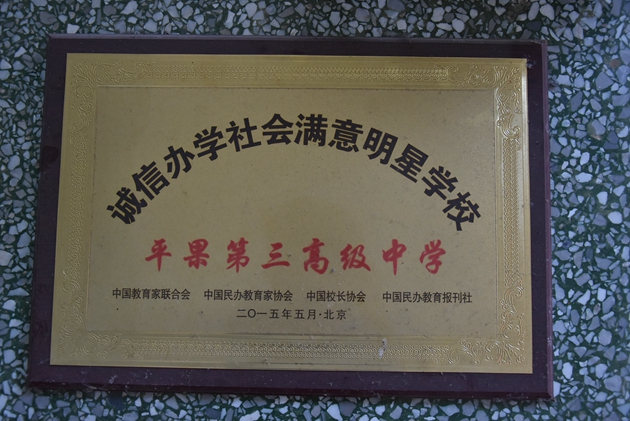 诚信办学社会满意明星学校
平果第三高级中学
中国教育家联合会 中国民办教育家协会 中国校长协会 中国民办教育报刊社
二〇一五年五月·北京